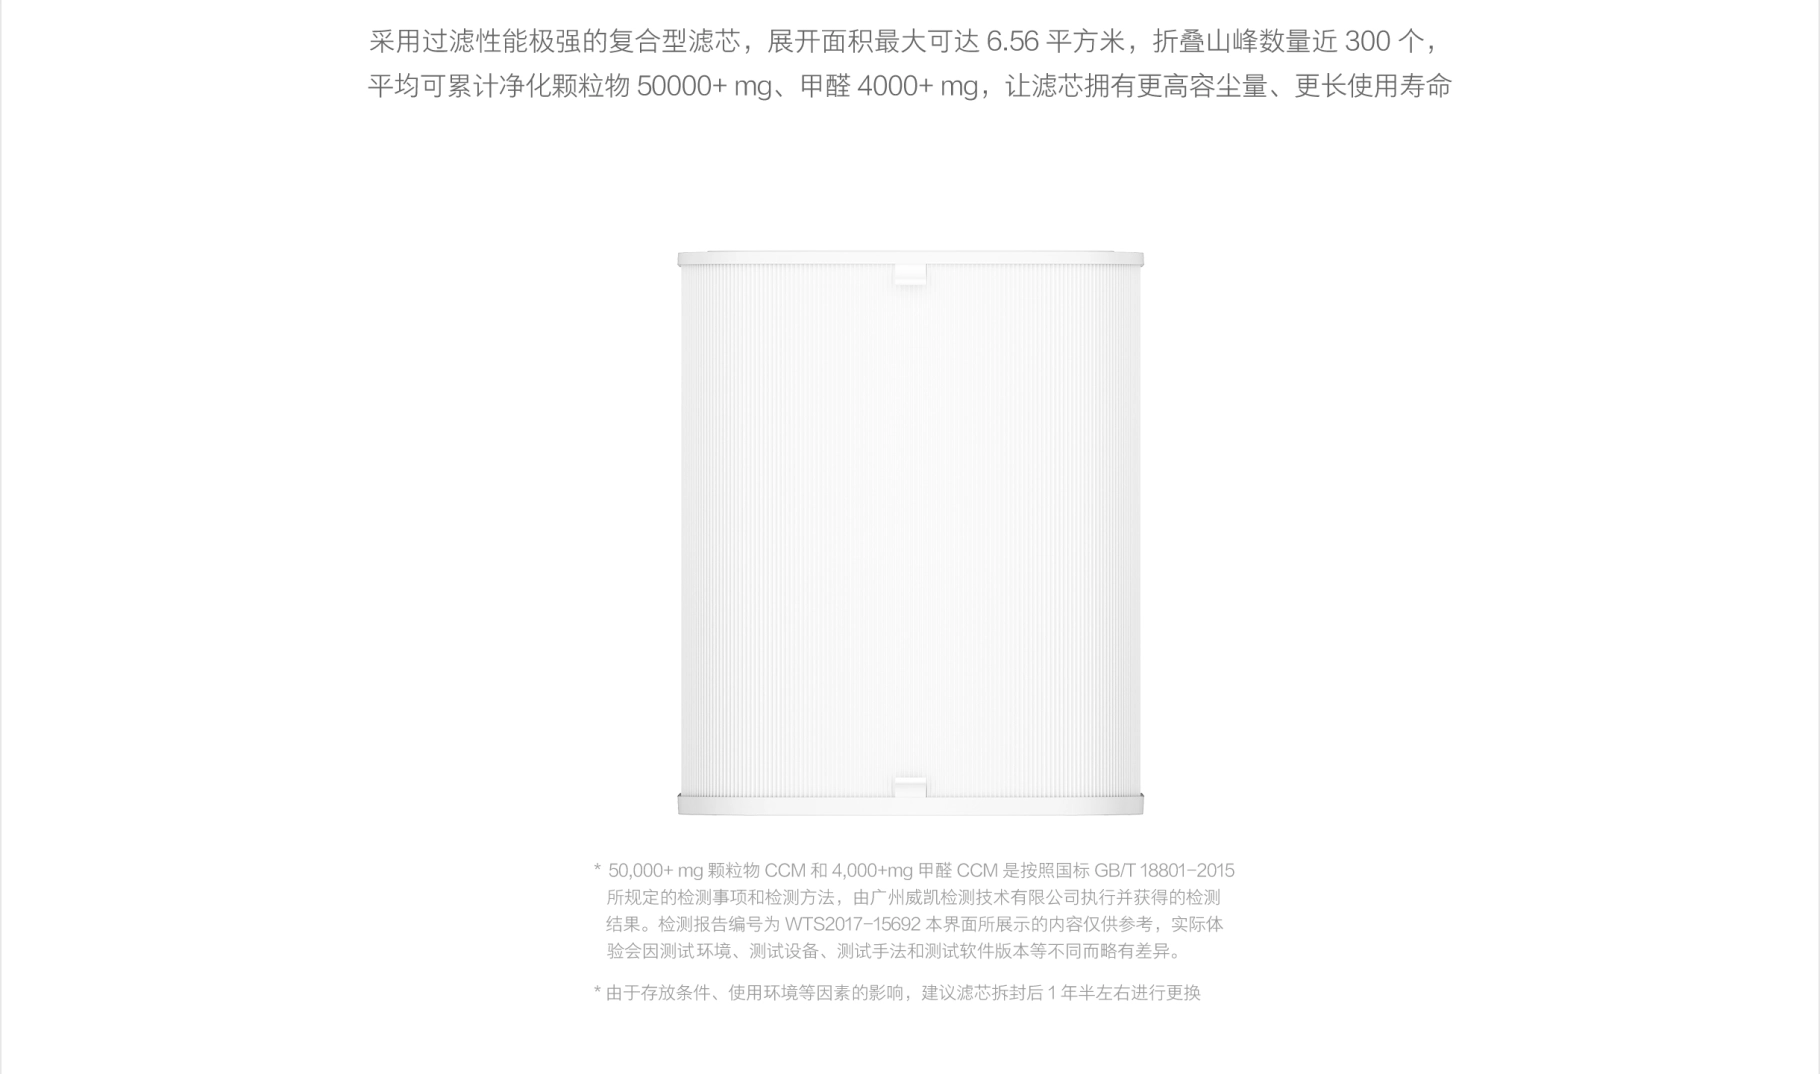 采用过滤性能极强的复合型滤芯，展开面积最大可达 6.56 平方米，折叠山峰数量近 300 个，
平均可累计净化颗粒物 50000+ mg、甲醛 4000+ mg，让滤芯拥有更高容尘量、更长使用寿命
* 50,000+ mg 颗粒物 CCM 和 4,000+mg 甲醛 CCM 是按照国标 GB/T 18801-2015
所规定的检测事项和检测方法，由广州威凯检测技术有限公司执行并获得的检测
结果。检测报告编号为 WTS2017-15692 本界面所展示的内容仅供参考，实际体
验会因测试环境、测试设备、测试手法和测试软件版本等不同而略有差异。
* 由于存放条件、使用环境等因素的影响，建议滤芯拆封后 1 年半左右进行更换